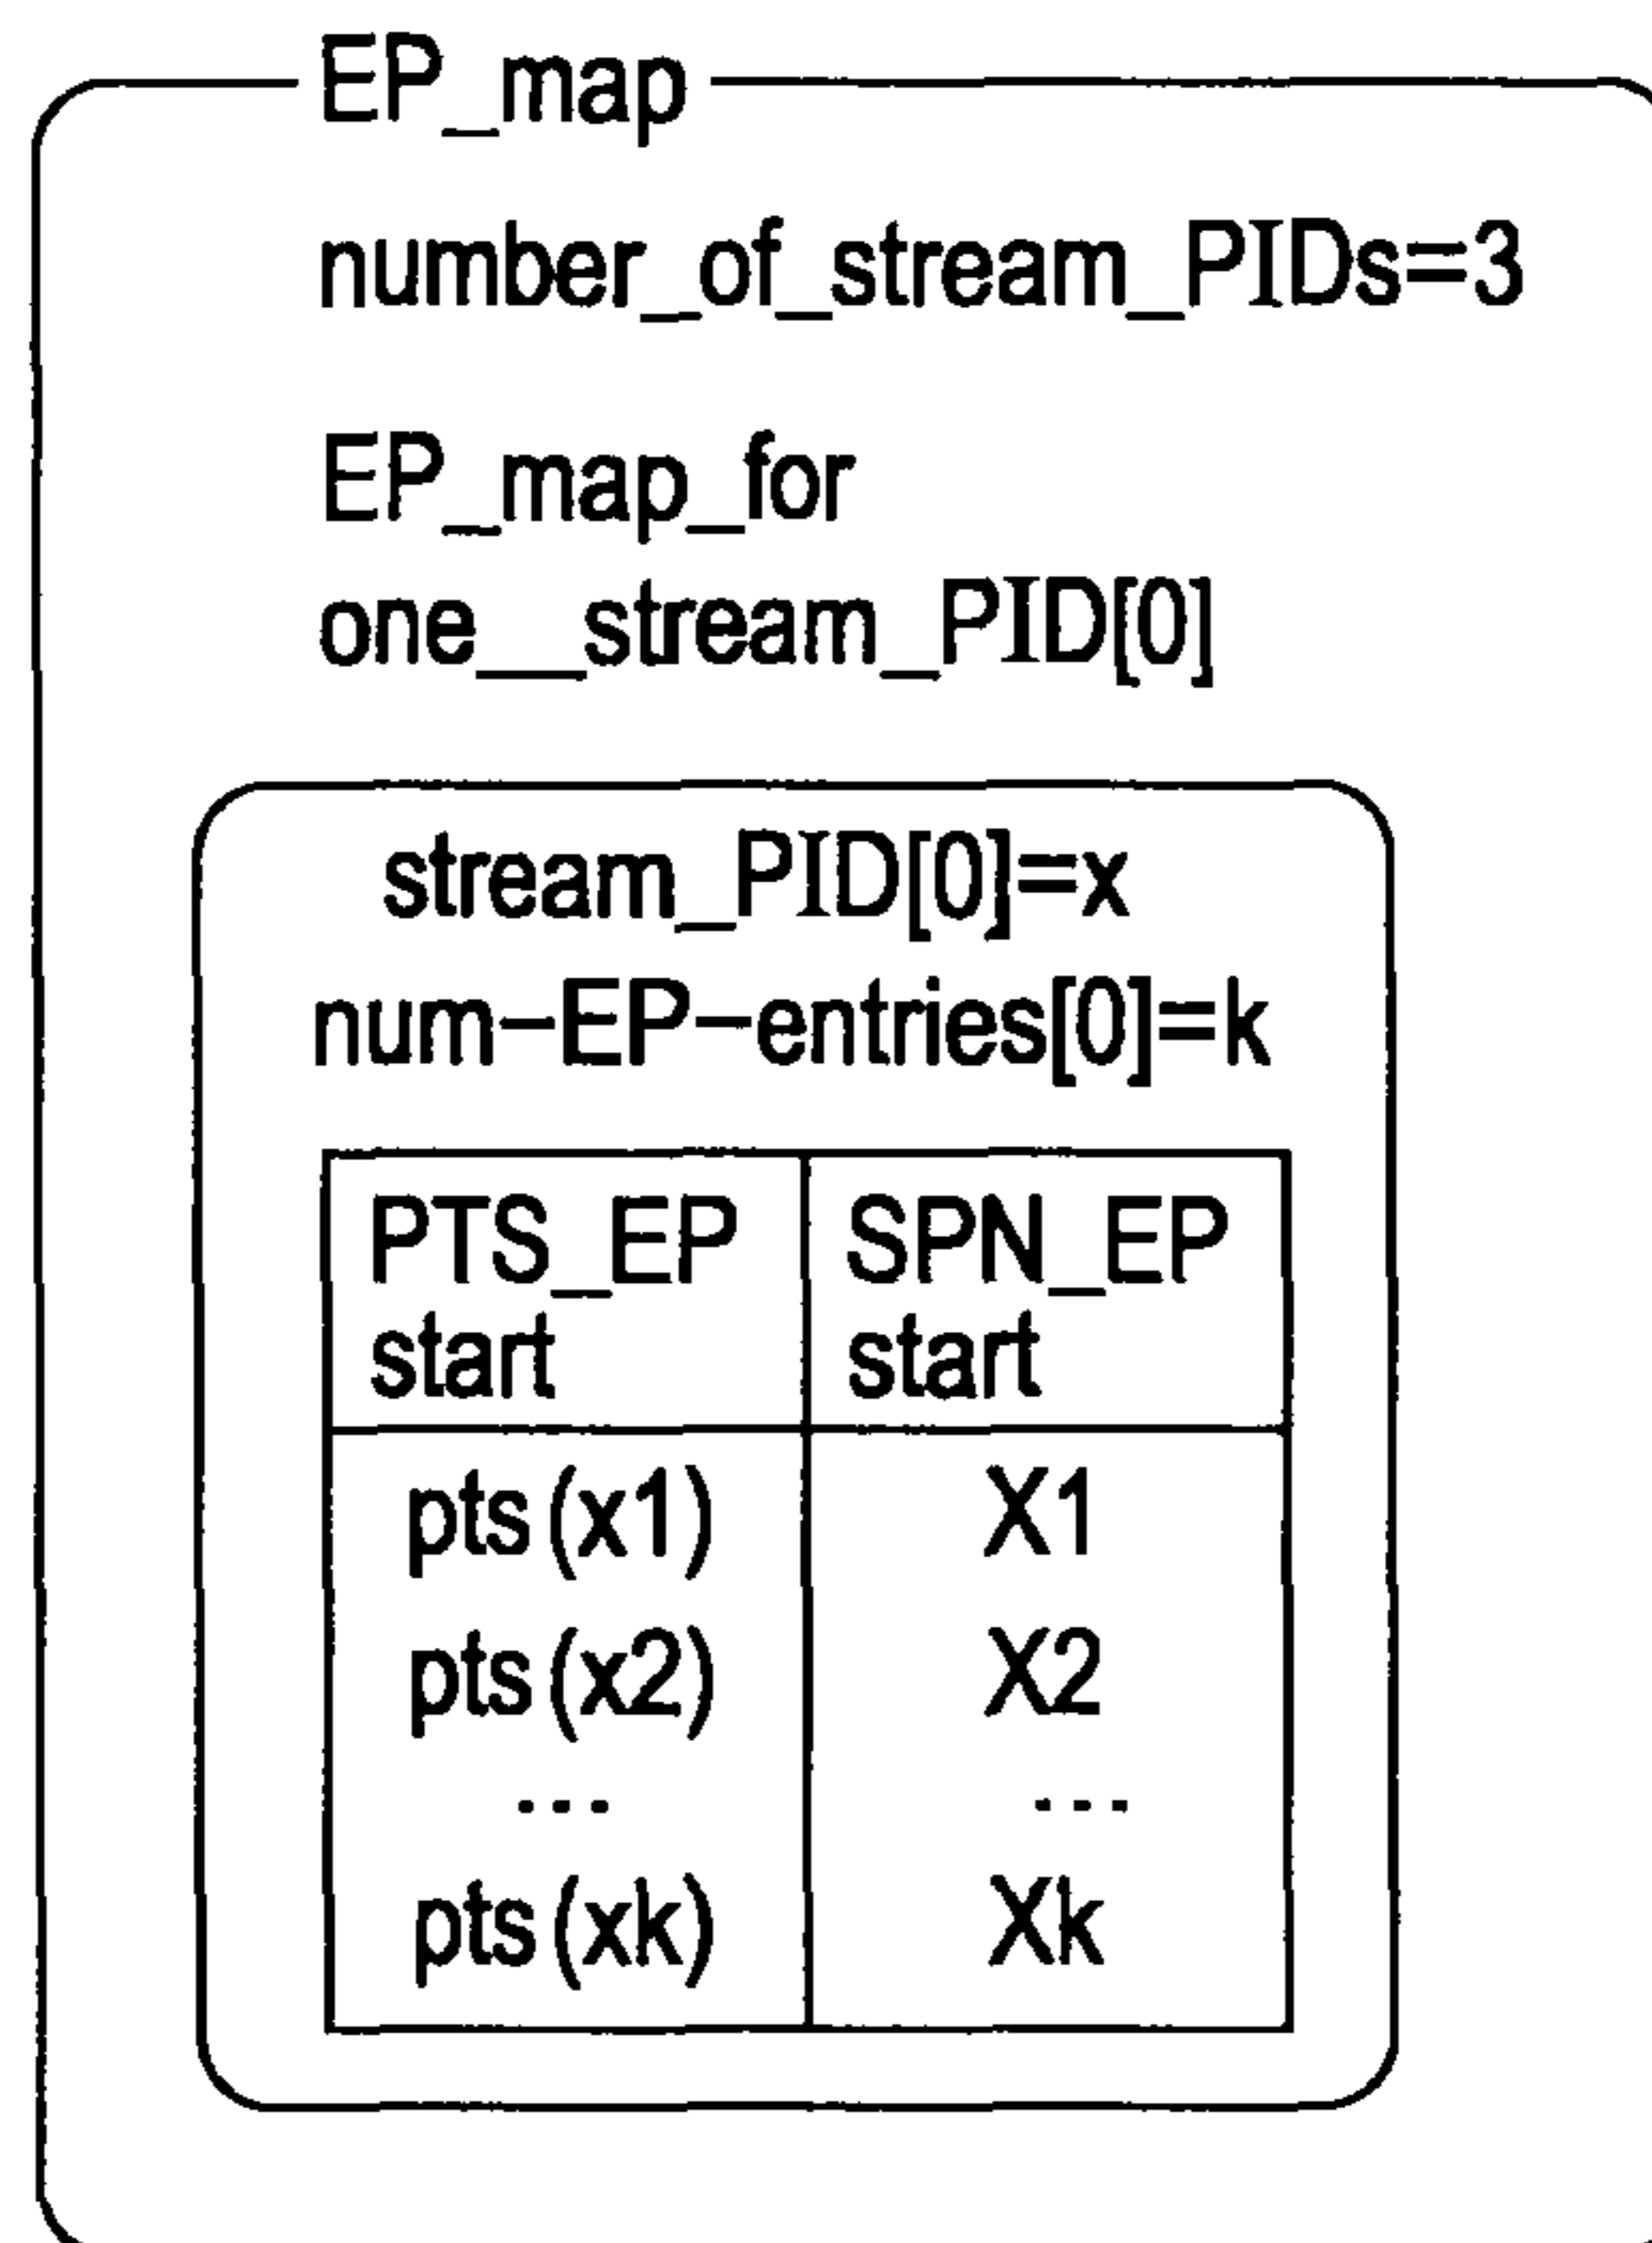 EP_map
number_of_stream_PIDs=3
EP_map_for
one__stream_PID[0]
stream_PID[0]=x
num-EP-entries[0]=k
PTS_EP SPN_EP
start start
pts(x1) X1
pts(x2) X2
... ...
pts(xk) Xk